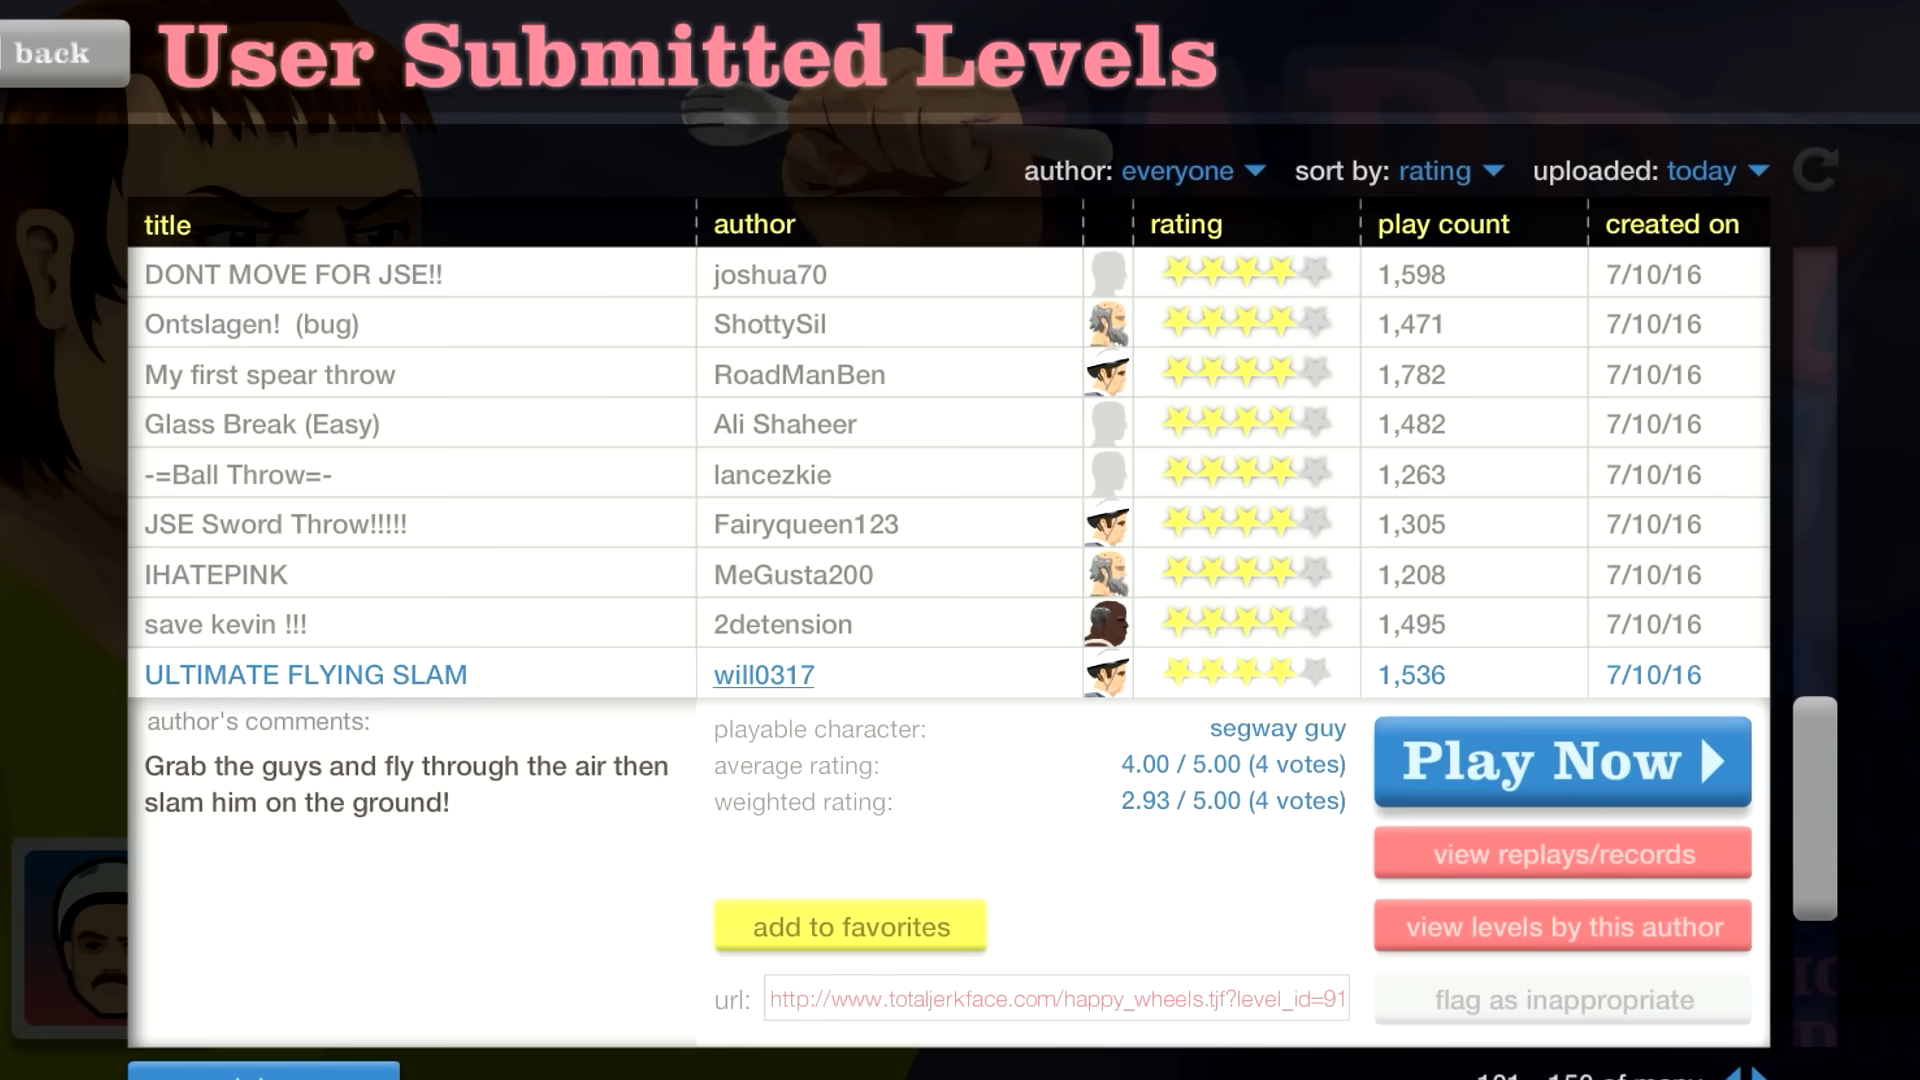 back
User Submitted Levels
author: everyone sort by: rating uploaded: today
title author rating play count created on
DONT MOVE FOR JSE!! joshua70 1,598 7/10/16
Ontslagen!  (bug) ShottySil 1,471 7/10/16
My first spear throw RoadManBen 1,782 7/10/16
Glass Break (Easy) Ali Shaheer 1,482 7/10/16
-=Ball Throw=- lancezkie 1,263 7/10/16
JSE Sword Throw!!!!! Fairyqueen123 1,305 7/10/16
IHATEPINK MeGusta200 1,208 7/10/16
save kevin !!! 2detension 1,495 7/10/16
ULTIMATE FLYING SLAM will0317 1,536 7/10/16
author's comments:
Grab the guys and fly through the air then
slam him on the ground!
playable character: segway guy
average rating: 4.00 / 5.00 (4 votes)
weighted rating: 2.93 / 5.00 (4 votes)
Play Now
view replays/records
add to favorites
view levels by this author
url: http://www.totaljerkface.com/happy_wheels.tjf?level_id=91
flag as inappropriate